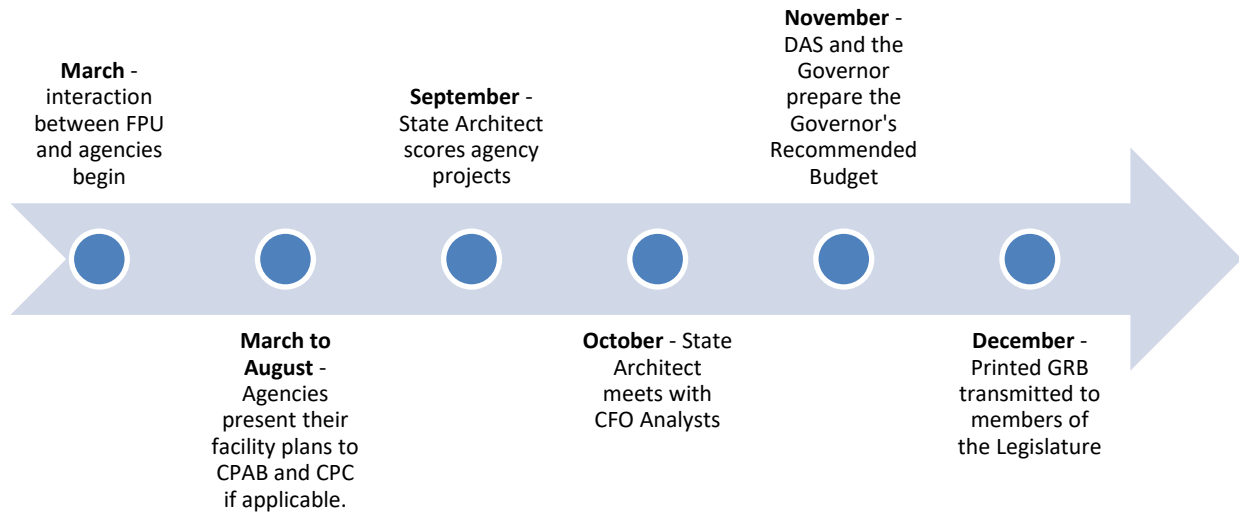 March -
interaction
between FPU
and agencies
begin
March to
August -
Agencies
present their
facility plans to
CPAB and CPC
if applicable.
September -
State Architect
scores agency
projects
October - State
Architect
meets with
CFO Analysts
November -
DAS and the
Governor
prepare the
Governor's
Recommended
Budget
December -
Printed GRB
transmitted to
members of
the Legislature